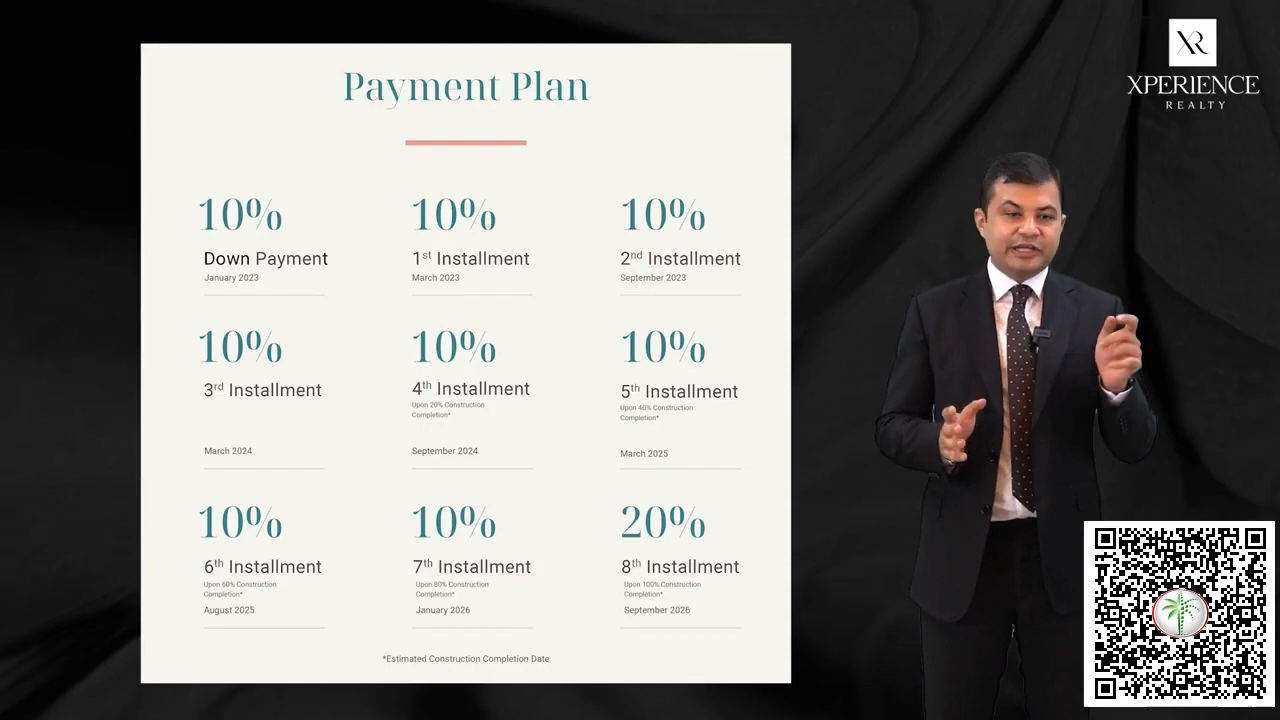 Payment Plan
10%
Down Payment
January 2023
10%
1st Installment
March 2023
10%
2nd Installment
September 2023
10%
3rd Installment
March 2024
10%
4th Installment
Upon 20% Construction
Completion*
September 2024
10%
5th Installment
Upon 40% Construction
Completion*
March 2025
10%
6th Installment
Upon 60% Construction
Completion*
August 2025
10%
7th Installment
Upon 80% Construction
Completion*
January 2026
20%
8th Installment
Upon 100% Construction
Completion*
September 2026
*Estimated Construction Completion Date
XR
XPERIENCE
REALTY